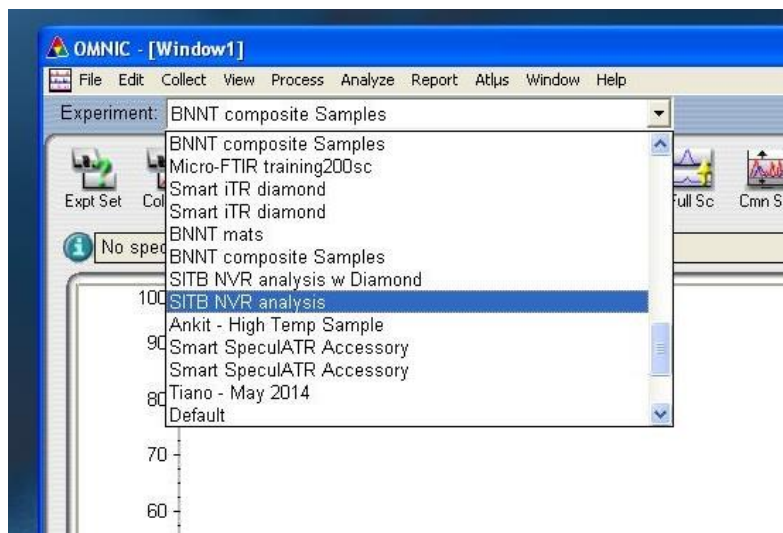 OMNIC - [Window1]
File Edit Collect View Process Analyze Report Atlµs Window Help
Experiment: BNNT composite Samples
BNNT composite Samples
Micro-FTIR training200sc
Smart iTR diamond
Smart iTR diamond
BNNT mats
BNNT composite Samples
SITB NVR analysis w Diamond
SITB NVR analysis
Ankit - High Temp Sample
Smart SpeculATR Accessory
Smart SpeculATR Accessory
Tiano - May 2014
Default
Expt Set Col ull Sc Cmn S
No spec
100
90
80
70
60